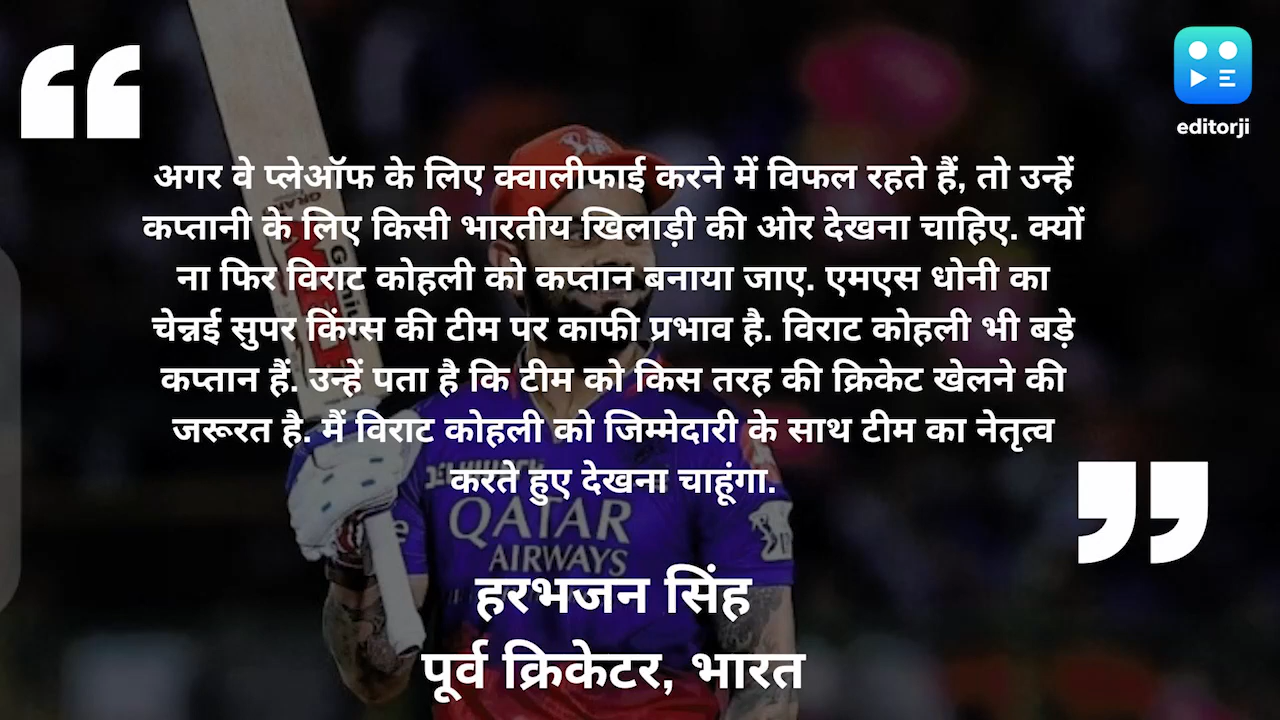 editorji
अगर वे प्लेऑफ के लिए क्वालीफाई करने में विफल रहते हैं, तो उन्हें
कप्तानी के लिए किसी भारतीय खिलाड़ी की ओर देखना चाहिए. क्यों
ना फिर विराट कोहली को कप्तान बनाया जाए. एमएस धोनी का
चेन्नई सुपर किंग्स की टीम पर काफी प्रभाव है. विराट कोहली भी बड़े
कप्तान हैं. उन्हें पता है कि टीम को किस तरह की क्रिकेट खेलने की
जरूरत है. मैं विराट कोहली को जिम्मेदारी के साथ टीम का नेतृत्व
करते हुए देखना चाहूंगा.
QATAR
AIRWAYS
हरभजन सिंह
पूर्व क्रिकेटर, भारत